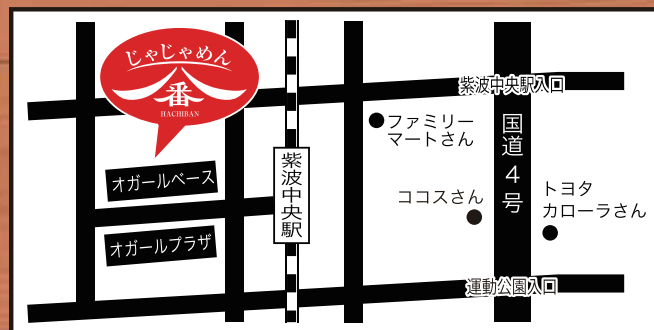 じゃじゃめん
八番
HACHIBAN
紫波中央駅入口
ファミリー
マートさん
国道4号
オガールベース
紫波中央駅
ココスさん
トヨタ
カローラさん
オガールプラザ
運動公園入口